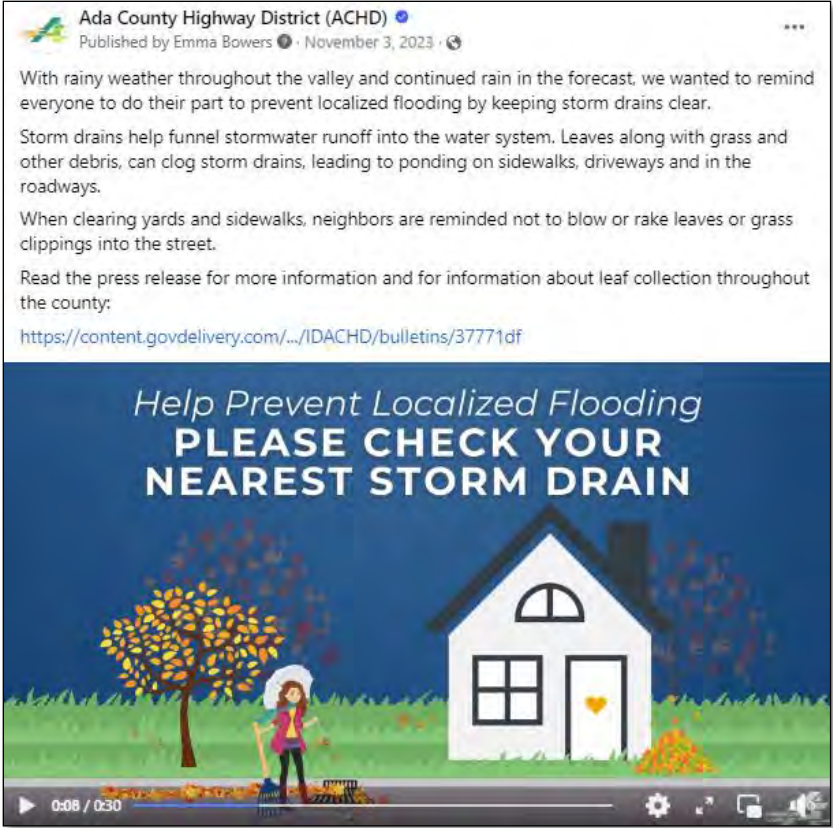 Ada County Highway District (ACHD)
Published by Emma Bowers · November 3, 2023 ·
With rainy weather throughout the valley and continued rain in the forecast, we wanted to remind
everyone to do their part to prevent localized flooding by keeping storm drains clear.
Storm drains help funnel stormwater runoff into the water system. Leaves along with grass and
other debris, can clog storm drains, leading to ponding on sidewalks, driveways and in the
roadways.
When clearing yards and sidewalks, neighbors are reminded not to blow or rake leaves or grass
clippings into the street.
Read the press release for more information and for information about leaf collection throughout
the county:
https://content.govdelivery.com/.../IDACHD/bulletins/37771df
Help Prevent Localized Flooding
PLEASE CHECK YOUR
NEAREST STORM DRAIN
0:08 / 0:30